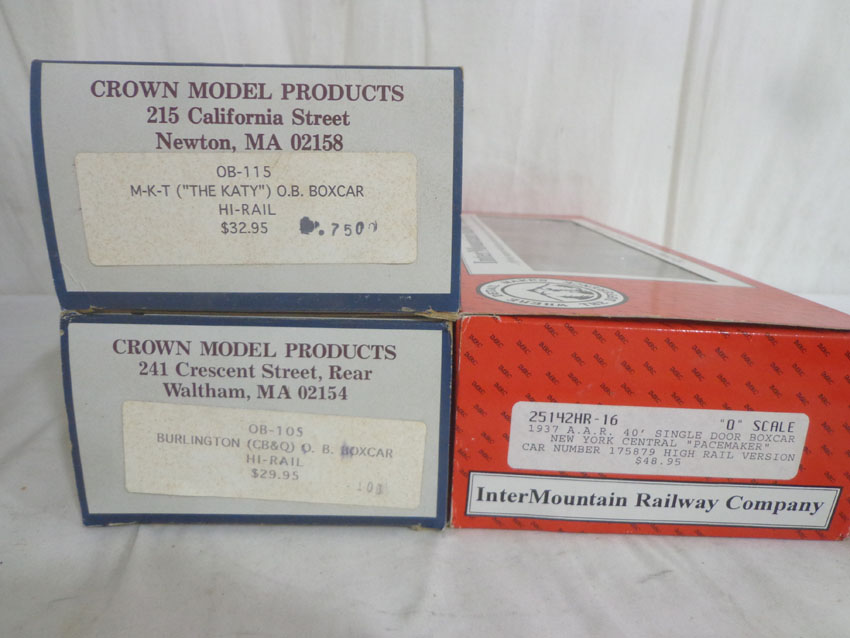 CROWN MODEL PRODUCTS
215 California Street
Newton, MA 02158
OB-115
M-K-T ("THE KATY") O.B. BOXCAR
HI-RAIL
$32.95
CROWN MODEL PRODUCTS
241 Crescent Street, Rear
Waltham, MA 02154
OB-105
BURLINGTON (CB&Q) O. B. BOXCAR
HI-RAIL
$29.95
25142HR-16 "O" SCALE
1937 A.A.R. 40' SINGLE DOOR BOXCAR
NEW YORK CENTRAL "PACEMAKER"
CAR NUMBER 175879 HIGH RAIL VERSION
$48.95
InterMountain Railway Company